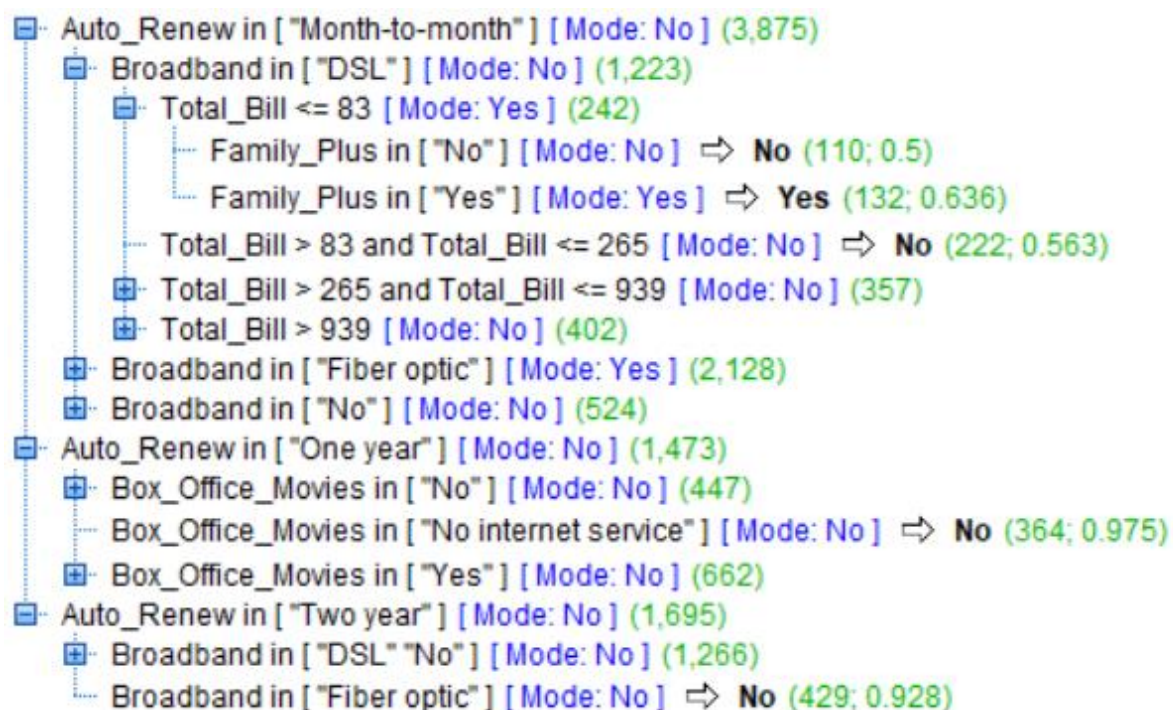 Auto_Renew in [ "Month-to-month" ] [ Mode: No ] (3,875)
Broadband in [ "DSL" ] [ Mode: No ] (1,223)
Total_Bill <= 83 [ Mode: Yes ] (242)
Family_Plus in [ "No" ] [ Mode: No ] ⇨ No (110; 0.5)
Family_Plus in [ "Yes" ] [ Mode: Yes ] ⇨ Yes (132; 0.636)
Total_Bill > 83 and Total_Bill <= 265 [ Mode: No ] ⇨ No (222; 0.563)
Total_Bill > 265 and Total_Bill <= 939 [ Mode: No ] (357)
Total_Bill > 939 [ Mode: No ] (402)
Broadband in [ "Fiber optic" ] [ Mode: Yes ] (2,128)
Broadband in [ "No" ] [ Mode: No ] (524)
Auto_Renew in [ "One year" ] [ Mode: No ] (1,473)
Box_Office_Movies in [ "No" ] [ Mode: No ] (447)
Box_Office_Movies in [ "No internet service" ] [ Mode: No ] ⇨ No (364; 0.975)
Box_Office_Movies in [ "Yes" ] [ Mode: No ] (662)
Auto_Renew in [ "Two year" ] [ Mode: No ] (1,695)
Broadband in [ "DSL" "No" ] [ Mode: No ] (1,266)
Broadband in [ "Fiber optic" ] [ Mode: No ] ⇨ No (429; 0.928)